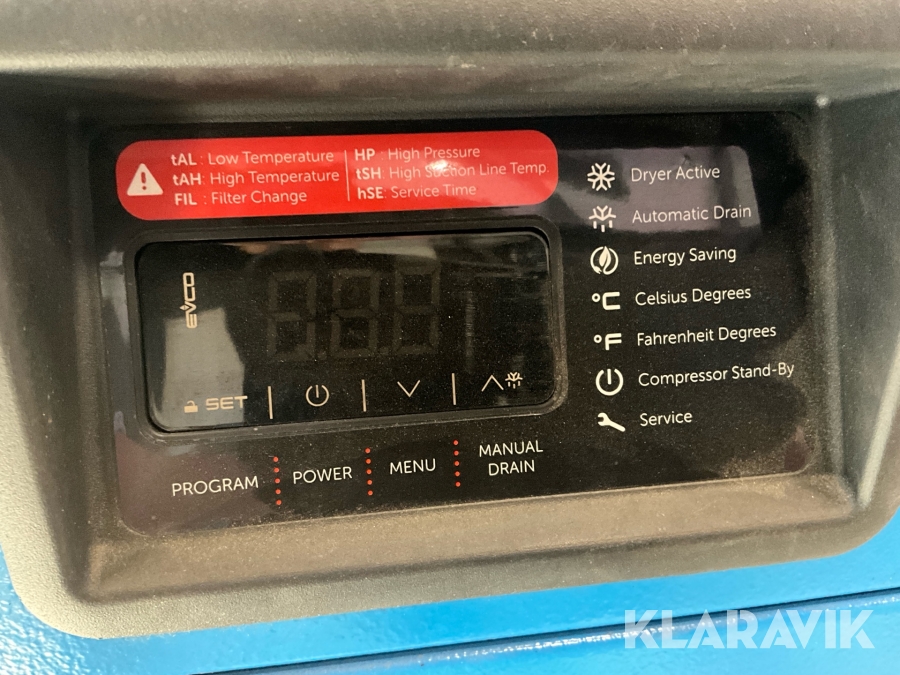 tAL : Low Temperature
tAH: High Temperature
FIL : Filter Change
HP : High Pressure
tSH: High Suction Line Temp.
hSE: Service Time
Dryer Active
Automatic Drain
Energy Saving
°C Celsius Degrees
°F Fahrenheit Degrees
Compressor Stand-By
Service
EVCO
SET
PROGRAM
POWER
MENU
MANUAL
DRAIN
KLARAVIK